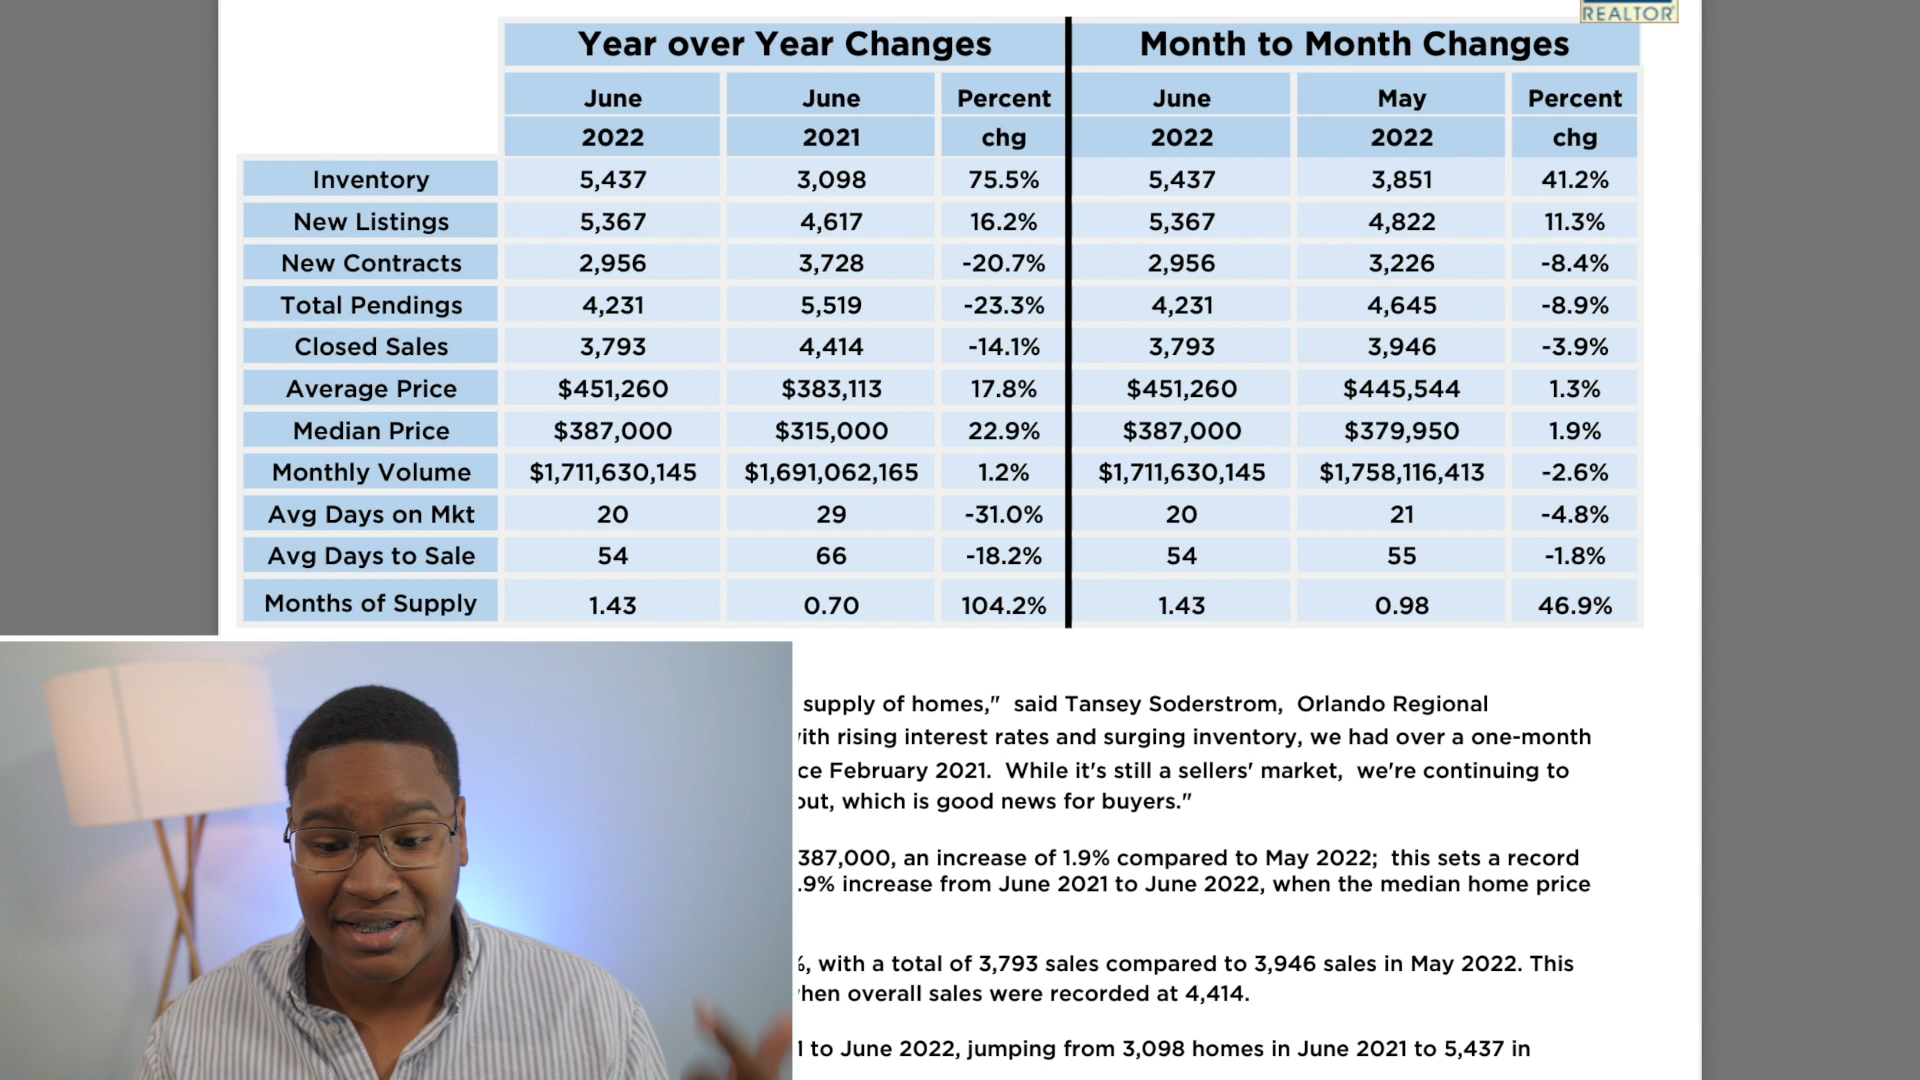 REALTOR
Year over Year Changes Month to Month Changes
June June Percent June May Percent
2022 2021 chg 2022 2022 chg
Inventory 5,437 3,098 75.5% 5,437 3,851 41.2%
New Listings 5,367 4,617 16.2% 5,367 4,822 11.3%
New Contracts 2,956 3,728 -20.7% 2,956 3,226 -8.4%
Total Pendings 4,231 5,519 -23.3% 4,231 4,645 -8.9%
Closed Sales 3,793 4,414 -14.1% 3,793 3,946 -3.9%
Average Price $451,260 $383,113 17.8% $451,260 $445,544 1.3%
Median Price $387,000 $315,000 22.9% $387,000 $379,950 1.9%
Monthly Volume $1,711,630,145 $1,691,062,165 1.2% $1,711,630,145 $1,758,116,413 -2.6%
Avg Days on Mkt 20 29 -31.0% 20 21 -4.8%
Avg Days to Sale 54 66 -18.2% 54 55 -1.8%
Months of Supply 1.43 0.70 104.2% 1.43 0.98 46.9%
supply of homes," said Tansey Soderstrom, Orlando Regional
ith rising interest rates and surging inventory, we had over a one-month
ce February 2021. While it's still a sellers' market, we're continuing to
out, which is good news for buyers."
387,000, an increase of 1.9% compared to May 2022; this sets a record
.9% increase from June 2021 to June 2022, when the median home price
%, with a total of 3,793 sales compared to 3,946 sales in May 2022. This
hen overall sales were recorded at 4,414.
1 to June 2022, jumping from 3,098 homes in June 2021 to 5,437 in